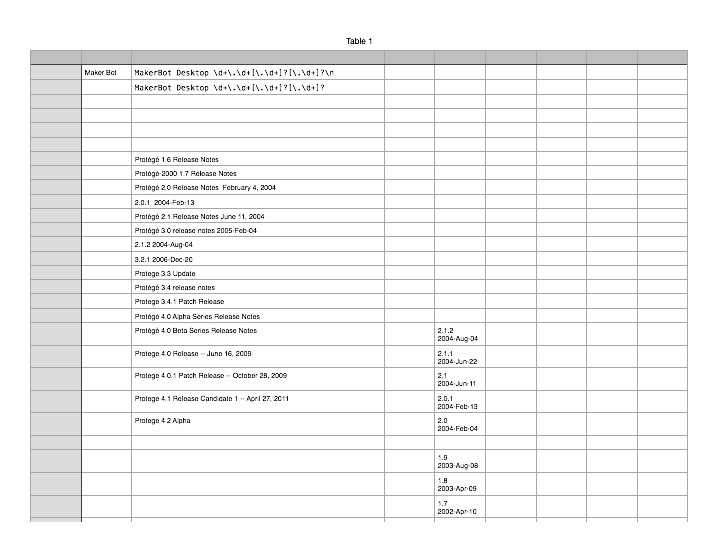 Table 1
Maker Bot MakerBot Desktop \d+\.\d+[\.\d+]?[\.\d+]?\n
MakerBot Desktop \d+\.\d+[\.\d+]?[\.\d+]?
Protégé 1.6 Release Notes
Protégé-2000 1.7 Release Notes
Protégé 2.0 Release Notes  February 4, 2004
2.0.1  2004-Feb-13
Protégé 2.1 Release Notes June 11, 2004
Protégé 3.0 release notes 2005-Feb-04
2.1.2 2004-Aug-04
3.2.1 2006-Dec-20
Protege 3.3 Update
Protégé 3.4 release notes
Protege 3.4.1 Patch Release
Protégé 4.0 Alpha Series Release Notes
Protégé 4.0 Beta Series Release Notes 2.1.2
2004-Aug-04
Protege 4.0 Release -- June 16, 2009 2.1.1
2004-Jun-22
Protege 4.0.1 Patch Release -- October 28, 2009 2.1
2004-Jun-11
Protege 4.1 Release Candidate 1 -- April 27, 2011 2.0.1
2004-Feb-13
Protege 4.2 Alpha 2.0
2004-Feb-04
1.9
2003-Aug-08
1.8
2003-Apr-09
1.7
2002-Apr-10